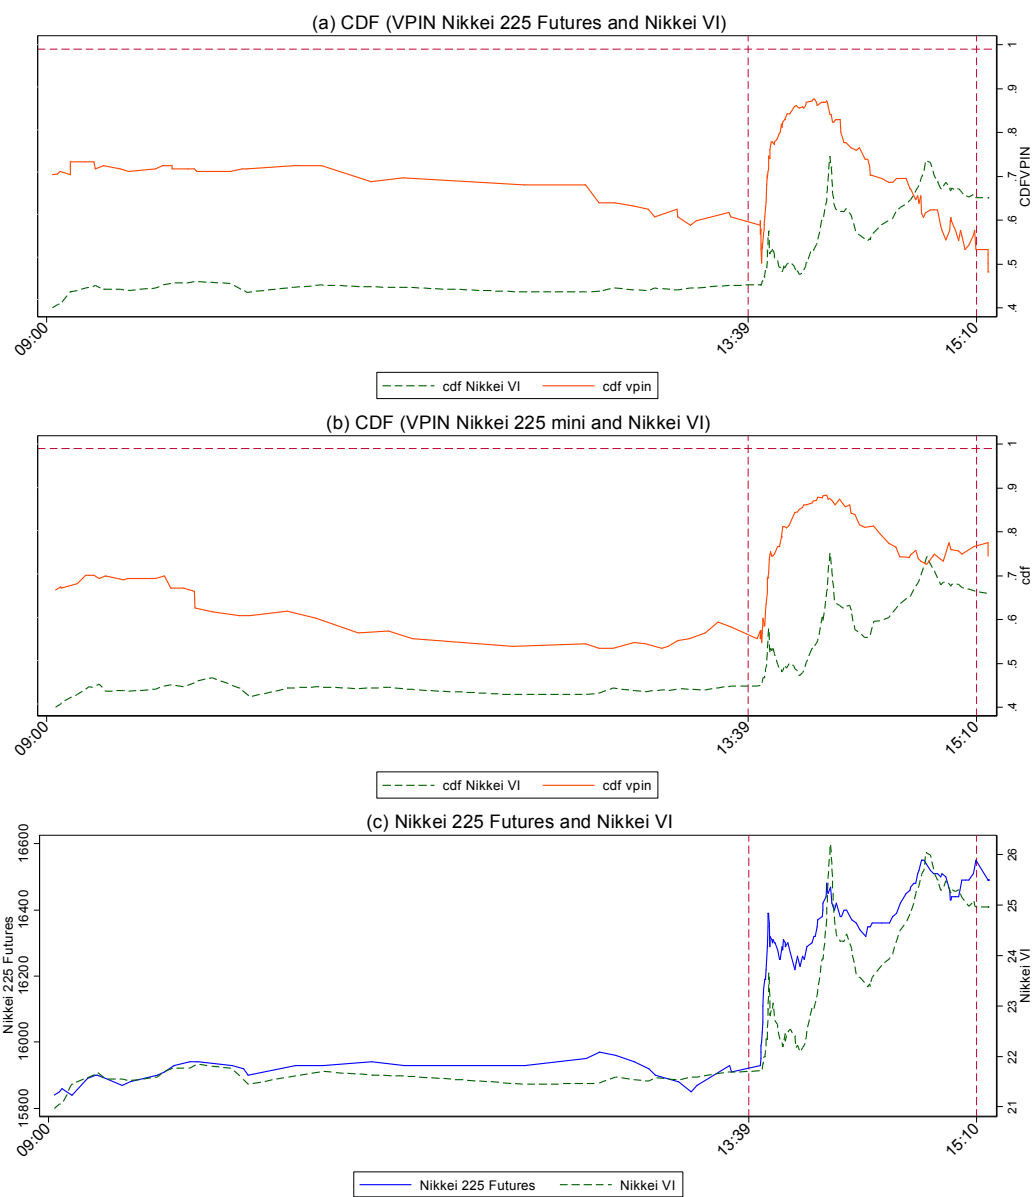 (a) CDF (VPIN Nikkei 225 Futures and Nikkei VI)
1
.9
.8
.7
.6
.5
.4
CDFVPIN
09:00
13:39
15:10
cdf Nikkei VI
cdf vpin
(b) CDF (VPIN Nikkei 225 mini and Nikkei VI)
1
.9
.8
.7
.6
.5
.4
cdf
09:00
13:39
15:10
cdf Nikkei VI
cdf vpin
(c) Nikkei 225 Futures and Nikkei VI
16600
16400
16200
16000
15800
Nikkei 225 Futures
26
25
24
23
22
21
Nikkei VI
09:00
13:39
15:10
Nikkei 225 Futures
Nikkei VI